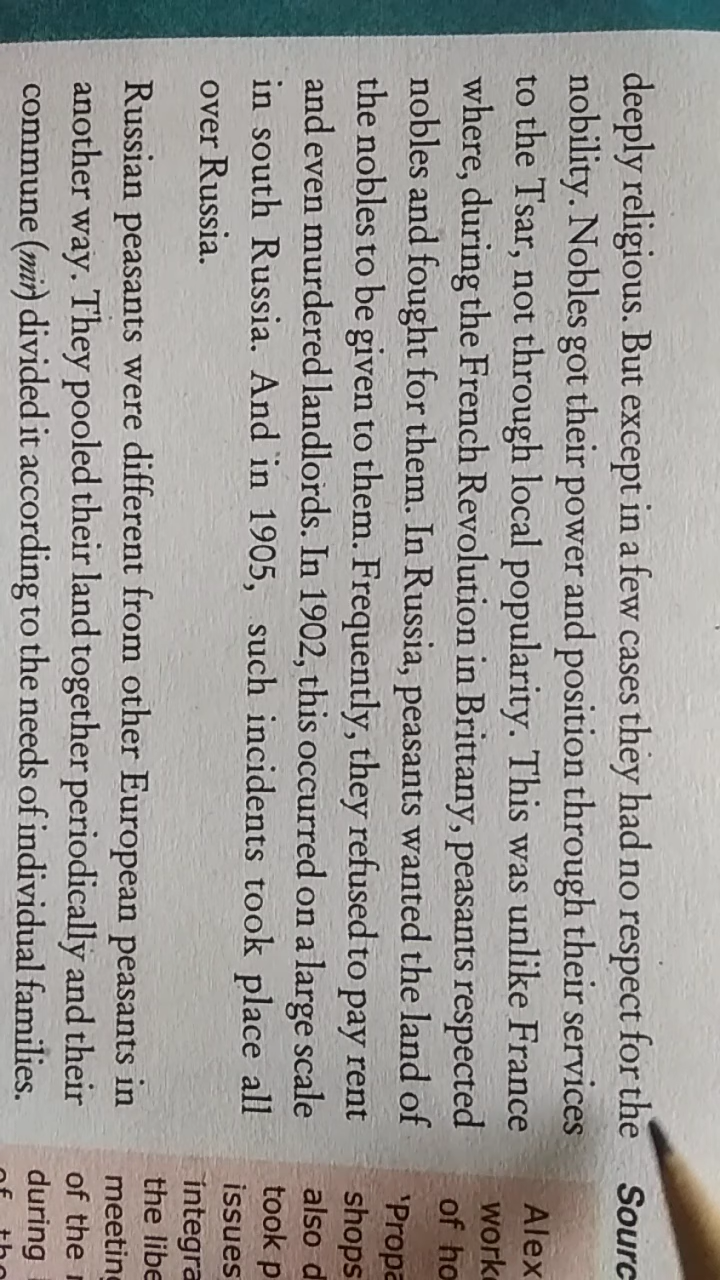 deeply religious. But except in a few cases they had no respect for the
nobility. Nobles got their power and position through their services
to the Tsar, not through local popularity. This was unlike France
where, during the French Revolution in Brittany, peasants respected
nobles and fought for them. In Russia, peasants wanted the land of
the nobles to be given to them. Frequently, they refused to pay rent
and even murdered landlords. In 1902, this occurred on a large scale
in south Russia. And in 1905, such incidents took place all
over Russia.
Russian peasants were different from other European peasants in
another way. They pooled their land together periodically and their
commune (mir) divided it according to the needs of individual families.
Alex
of ho
'Propa
shops
also d
took p
issues
integra
the libe
meeting
of the
during